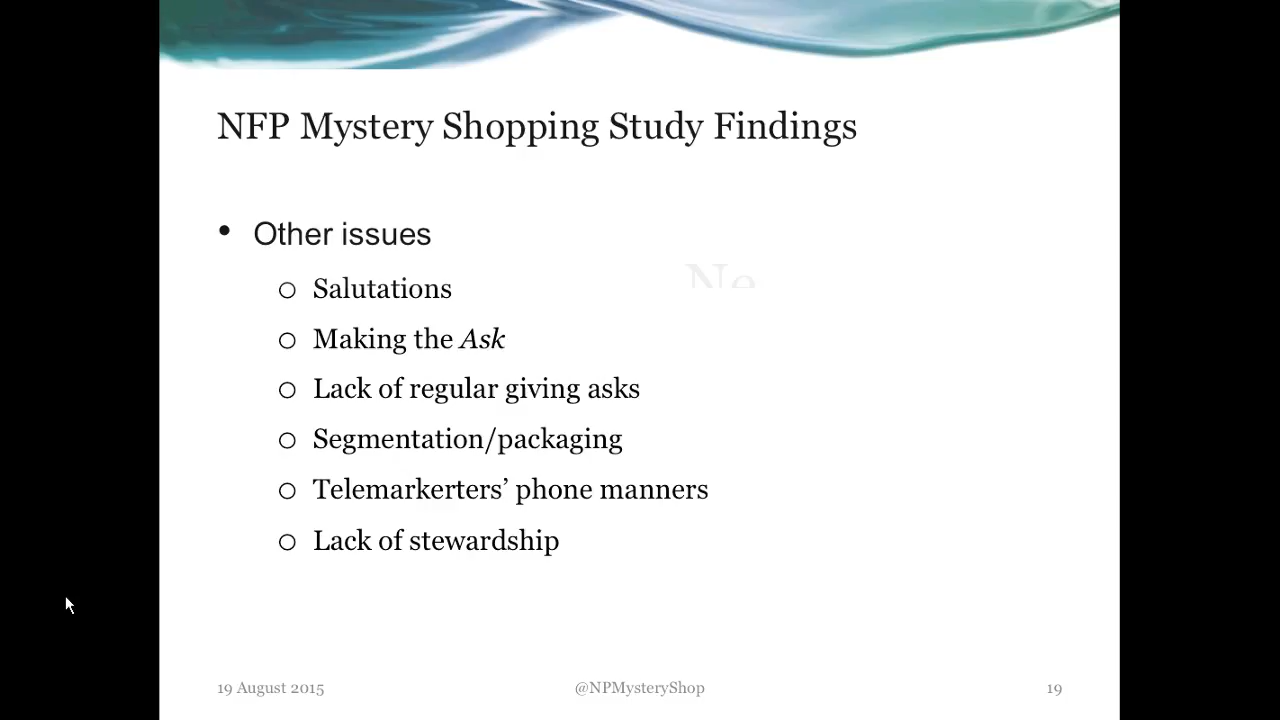 NFP Mystery Shopping Study Findings
• Other issues
○ Salutations
Ne
○ Making the Ask
○ Lack of regular giving asks
○ Segmentation/packaging
○ Telemarkerters’ phone manners
○ Lack of stewardship
19 August 2015 @NPMysteryShop 19